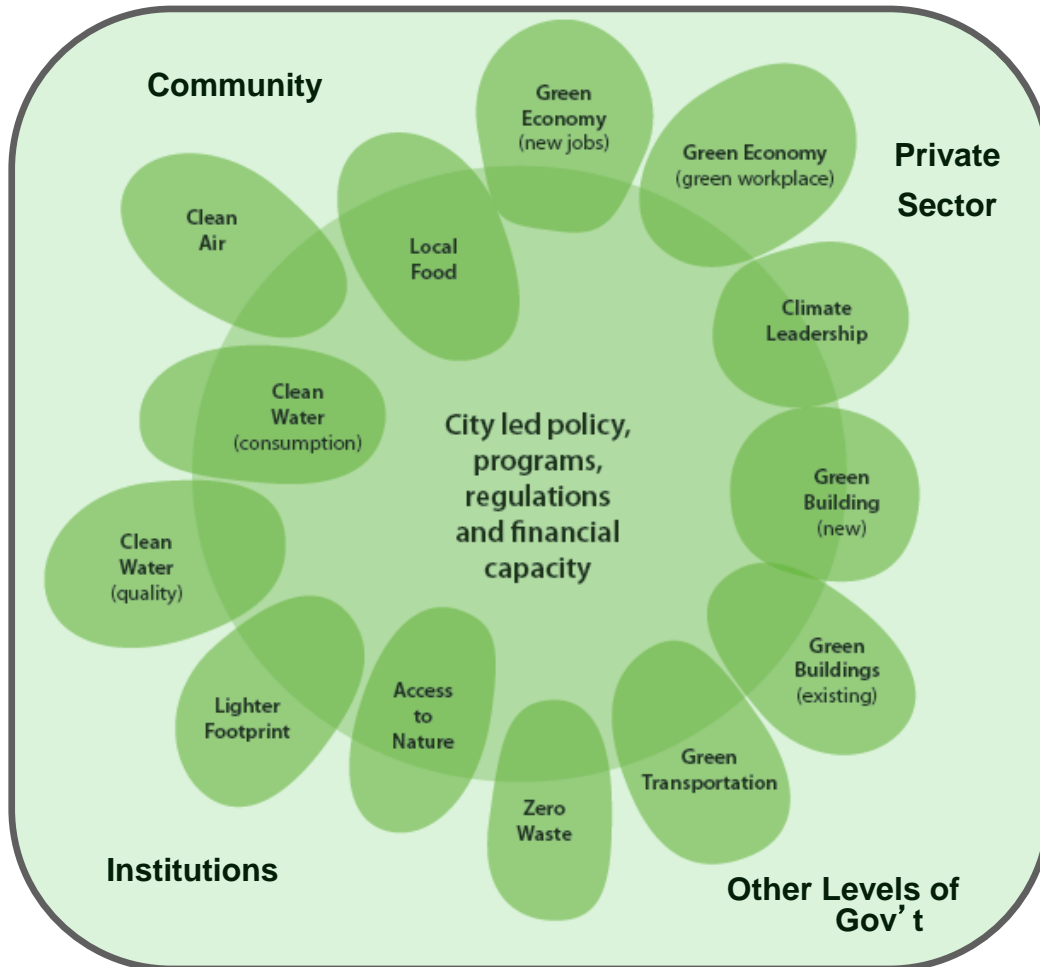 Community
Green
Economy
(new jobs)
Green Economy
(green workplace)
Private
Sector
Clean
Air
Local
Food
Climate
Leadership
Clean
Water
(consumption)
City led policy,
programs,
regulations
and financial
capacity
Green
Building
(new)
Clean
Water
(quality)
Green
Buildings
(existing)
Lighter
Footprint
Access
to
Nature
Green
Transportation
Zero
Waste
Institutions
Other Levels of
Gov’t